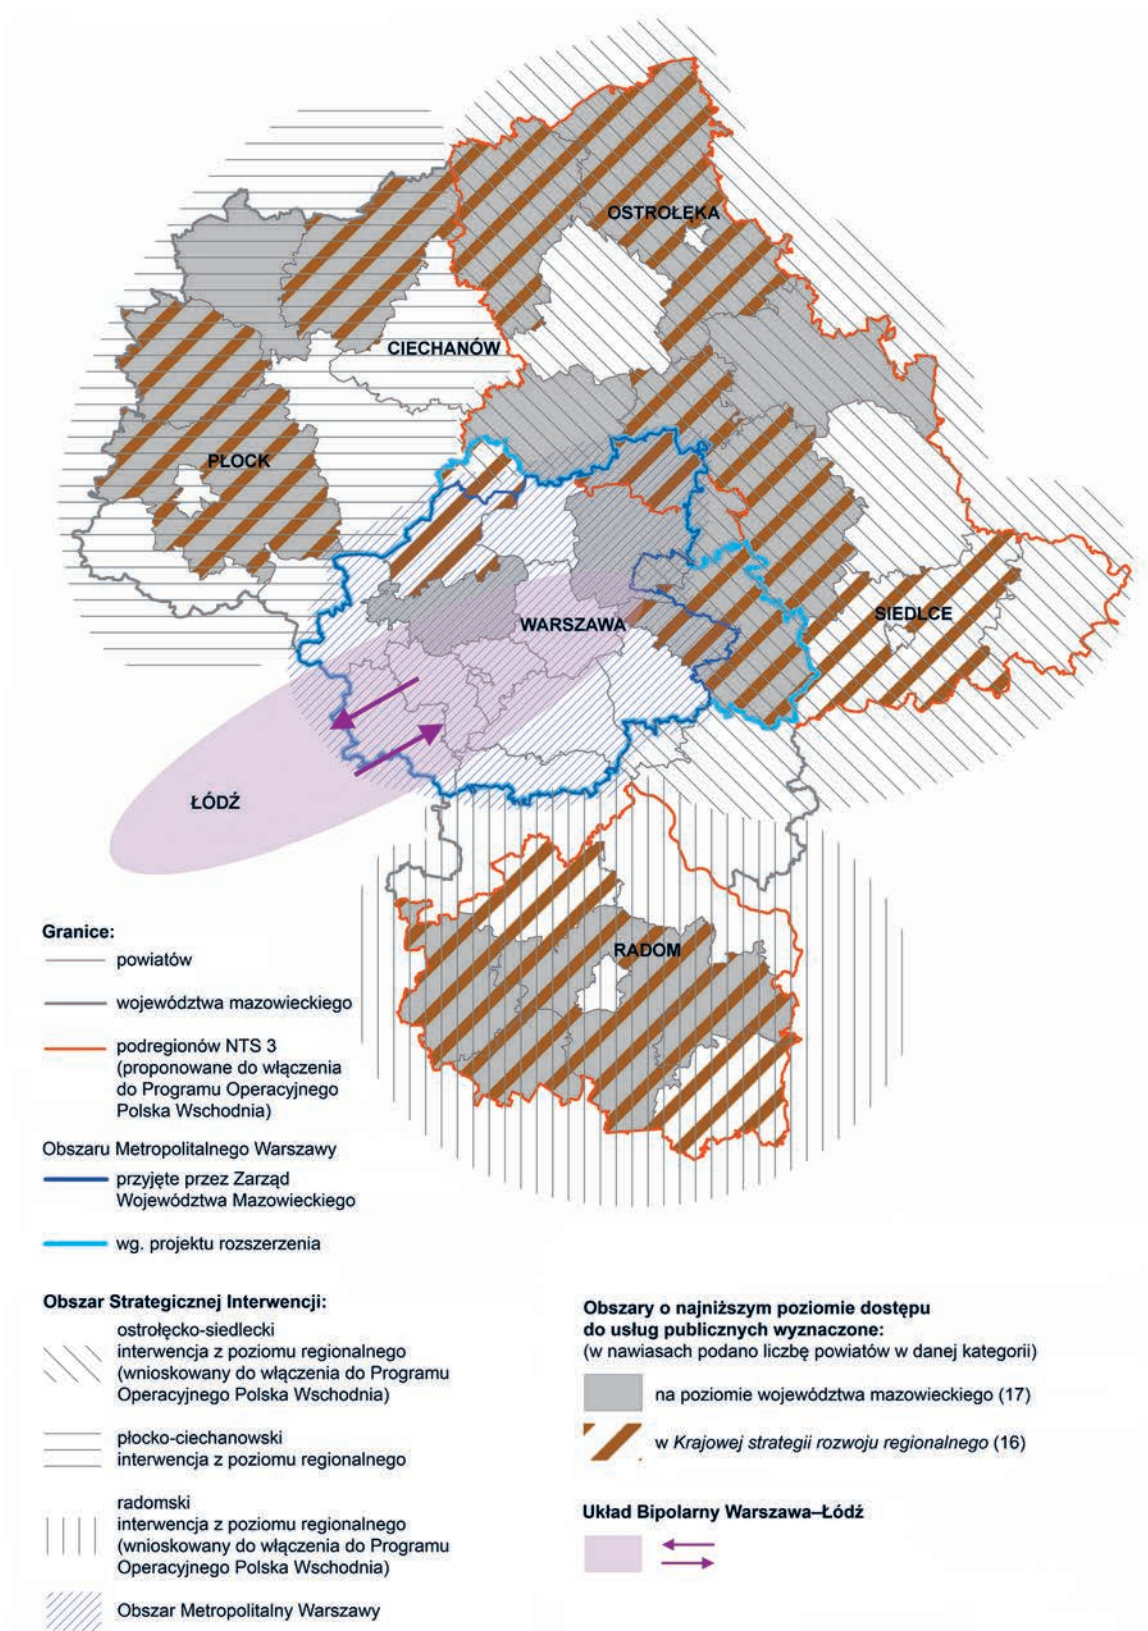 OSTROŁĘKA
CIECHANÓW
PŁOCK
WARSZAWA
SIEDLCE
ŁÓDŹ
RADOM
Granice:
powiatów
województwa mazowieckiego
podregionów NTS 3
(proponowane do włączenia
do Programu Operacyjnego
Polska Wschodnia)
Obszaru Metropolitalnego Warszawy
przyjęte przez Zarząd
Województwa Mazowieckiego
wg. projektu rozszerzenia
Obszar Strategicznej Interwencji:
ostrołęcko-siedlecki
interwencja z poziomu regionalnego
(wnioskowany do włączenia do Programu
Operacyjnego Polska Wschodnia)
płocko-ciechanowski
interwencja z poziomu regionalnego
radomski
interwencja z poziomu regionalnego
(wnioskowany do włączenia do Programu
Operacyjnego Polska Wschodnia)
Obszar Metropolitalny Warszawy
Obszary o najniższym poziomie dostępu
do usług publicznych wyznaczone:
(w nawiasach podano liczbę powiatów w danej kategorii)
na poziomie województwa mazowieckiego (17)
w Krajowej strategii rozwoju regionalnego (16)
Układ Bipolarny Warszawa–Łódź